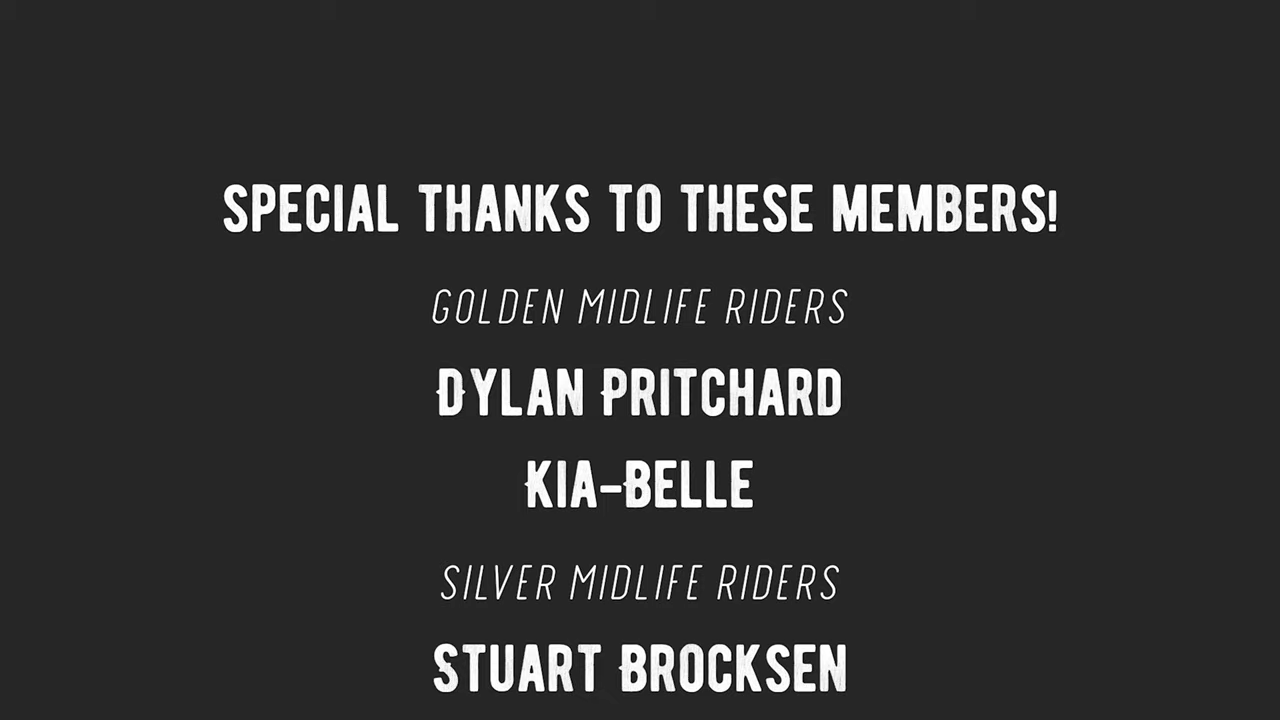 SPECIAL THANKS TO THESE MEMBERS!
GOLDEN MIDLIFE RIDERS
DYLAN PRITCHARD
KIA-BELLE
SILVER MIDLIFE RIDERS
STUART BROCKSEN